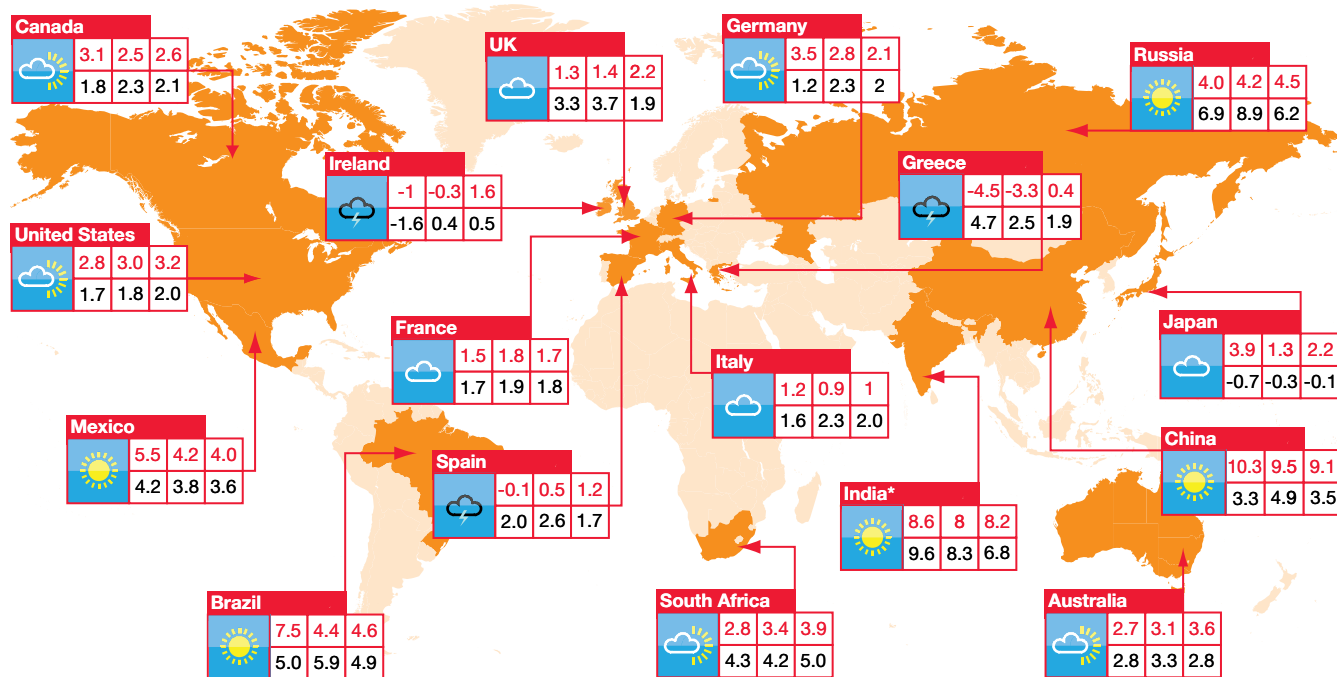 Canada
3.1 2.5 2.6
1.8 2.3 2.1
UK
1.3 1.4 2.2
3.3 3.7 1.9
Germany
3.5 2.8 2.1
1.2 2.3 2
Russia
4.0 4.2 4.5
6.9 8.9 6.2
Ireland
-1 -0.3 1.6
-1.6 0.4 0.5
Greece
-4.5 -3.3 0.4
4.7 2.5 1.9
United States
2.8 3.0 3.2
1.7 1.8 2.0
France
1.5 1.8 1.7
1.7 1.9 1.8
Italy
1.2 0.9 1
1.6 2.3 2.0
Japan
3.9 1.3 2.2
-0.7 -0.3 -0.1
Mexico
5.5 4.2 4.0
4.2 3.8 3.6
Spain
-0.1 0.5 1.2
2.0 2.6 1.7
India*
8.6 8 8.2
9.6 8.3 6.8
China
10.3 9.5 9.1
3.3 4.9 3.5
Brazil
7.5 4.4 4.6
5.0 5.9 4.9
South Africa
2.8 3.4 3.9
4.3 4.2 5.0
Australia
2.7 3.1 3.6
2.8 3.3 2.8